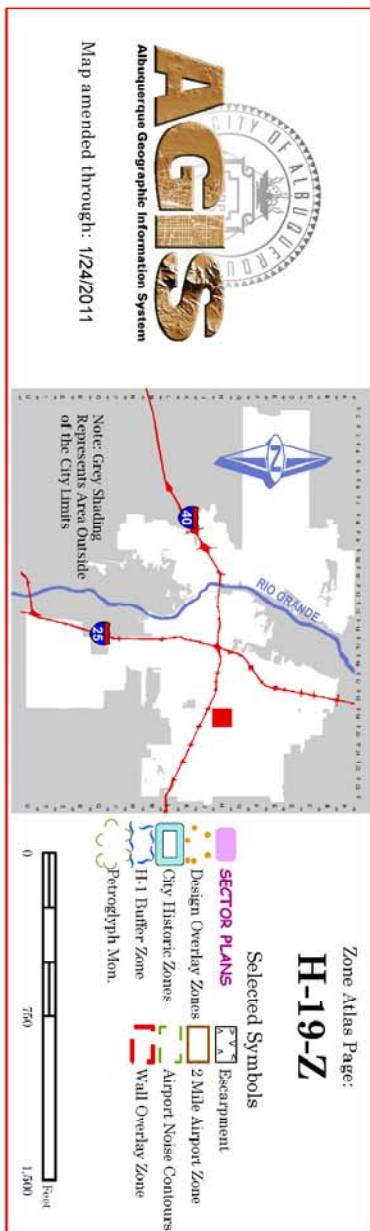 CITY OF ALBUQUERQUE
AGIS
Albuquerque Geographic Information System
Map amended through: 1/24/2011
Note: Grey Shading
Represents Area Outside
of the City Limits
40
25
RIO GRANDE
Zone Atlas Page:
H-19-Z
Selected Symbols
SECTOR PLANS
Design Overlay Zones
City Historic Zones
H-1 Buffer Zone
Petroglyph Mon.
Escarpment
2 Mile Airport Zone
Airport Noise Contours
Wall Overlay Zone
0 750 1,500
Feet